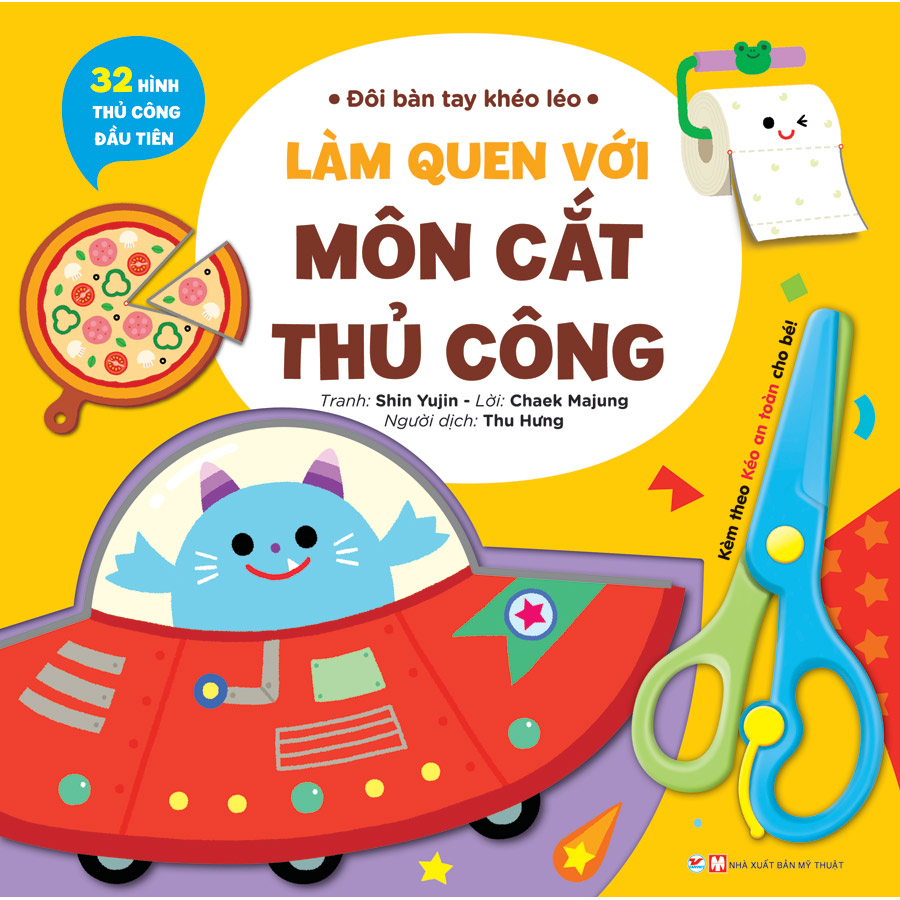 32 HÌNH
THỦ CÔNG
ĐẦU TIÊN
• Đôi bàn tay khéo léo •
LÀM QUEN VỚI
MÔN CẮT
THỦ CÔNG
Tranh: Shin Yujin - Lời: Chaek Majung
Người dịch: Thu Hưng
Kèm theo Kéo an toàn cho bé!
NHÀ XUẤT BẢN MỸ THUẬT